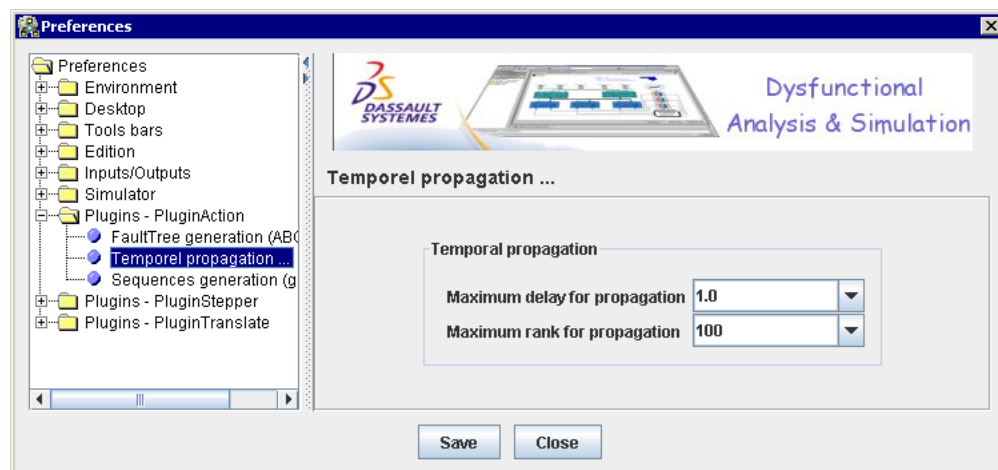 Preferences
Preferences
Environment
Desktop
Tools bars
Edition
Inputs/Outputs
Simulator
Plugins - PluginAction
FaultTree generation (AB
Temporel propagation ...
Sequences generation (g
Plugins - PluginStepper
Plugins - PluginTranslate
DASSAULT
SYSTEMES
Dysfunctional
Analysis & Simulation
Temporel propagation ...
Temporal propagation
Maximum delay for propagation 1.0
Maximum rank for propagation 100
Save Close